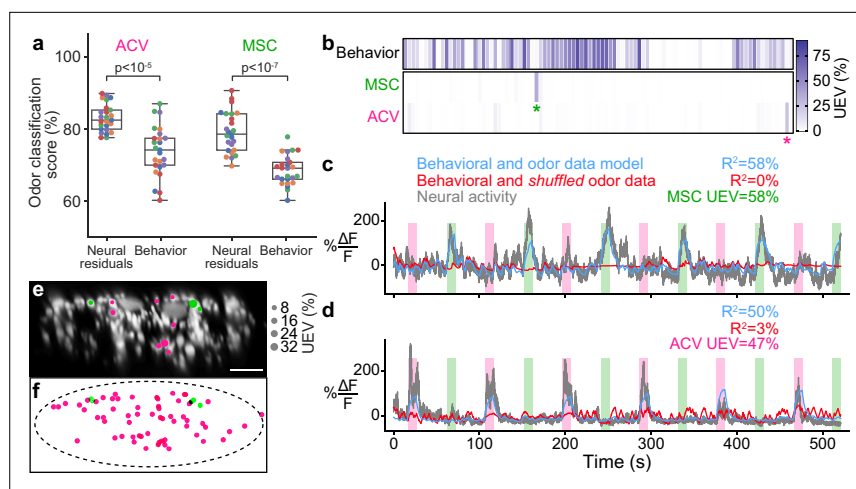 a
ACV
MSC
100
80
60
Odor classification
score (%)
p<10-5
p<10-7
Neural
residuals
Behavior
Neural
residuals
Behavior
b
Behavior
MSC
ACV
*
*
75
50
25
0
UEV (%)
c
Behavioral and odor data model
R2=58%
Behavioral and shuffled odor data
R2=0%
Neural activity
MSC UEV=58%
200
0
%ΔF
F
d
R2=50%
R2=3%
ACV UEV=47%
200
0
%ΔF
F
0
100
200
300
400
500
Time (s)
e
8
16
24
32
UEV (%)
f